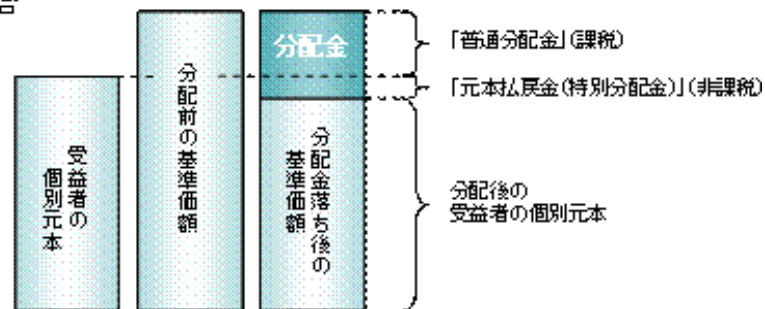 分配金
「普通分配金」(課税)
「元本払戻金(特別分配金)」(非課税)
受益者の
個別元本
分配前の基準価額
分配金落ち後の
基準価額
分配後の
受益者の個別元本